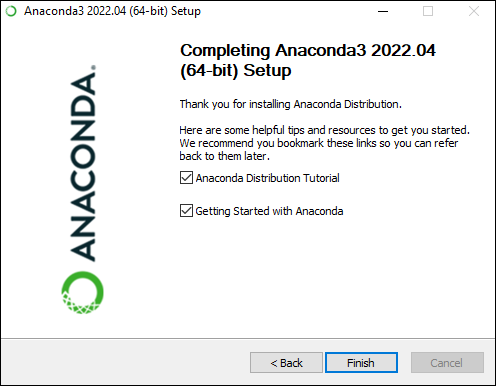 Anaconda3 2022.04 (64-bit) Setup
ANACONDA.
Completing Anaconda3 2022.04
(64-bit) Setup
Thank you for installing Anaconda Distribution.
Here are some helpful tips and resources to get you started.
We recommend you bookmark these links so you can refer
back to them later.
Anaconda Distribution Tutorial
Getting Started with Anaconda
< Back
Finish
Cancel